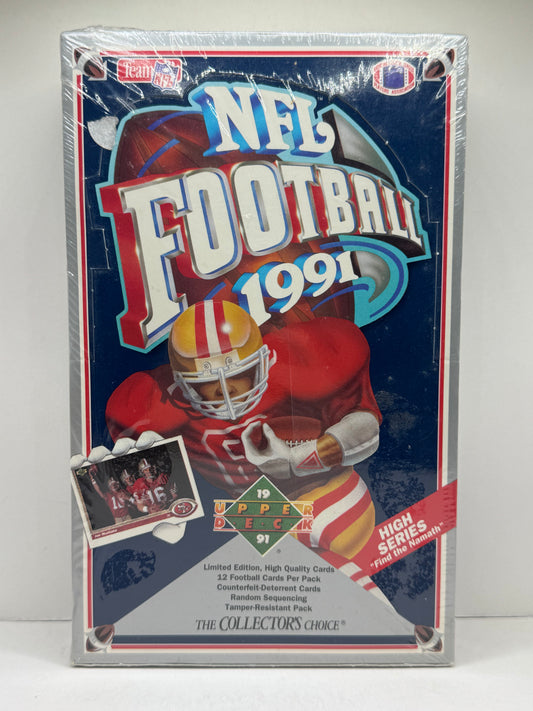 Team NFL
NFL
FOOTBALL
1991
16
19
UPPER
DECK
91
HIGH
SERIES
"Find the Namath"
Limited Edition, High Quality Cards
12 Football Cards Per Pack
Counterfeit-Deterrent Cards
Random Sequencing
Tamper-Resistant Pack
THE COLLECTOR'S CHOICE®